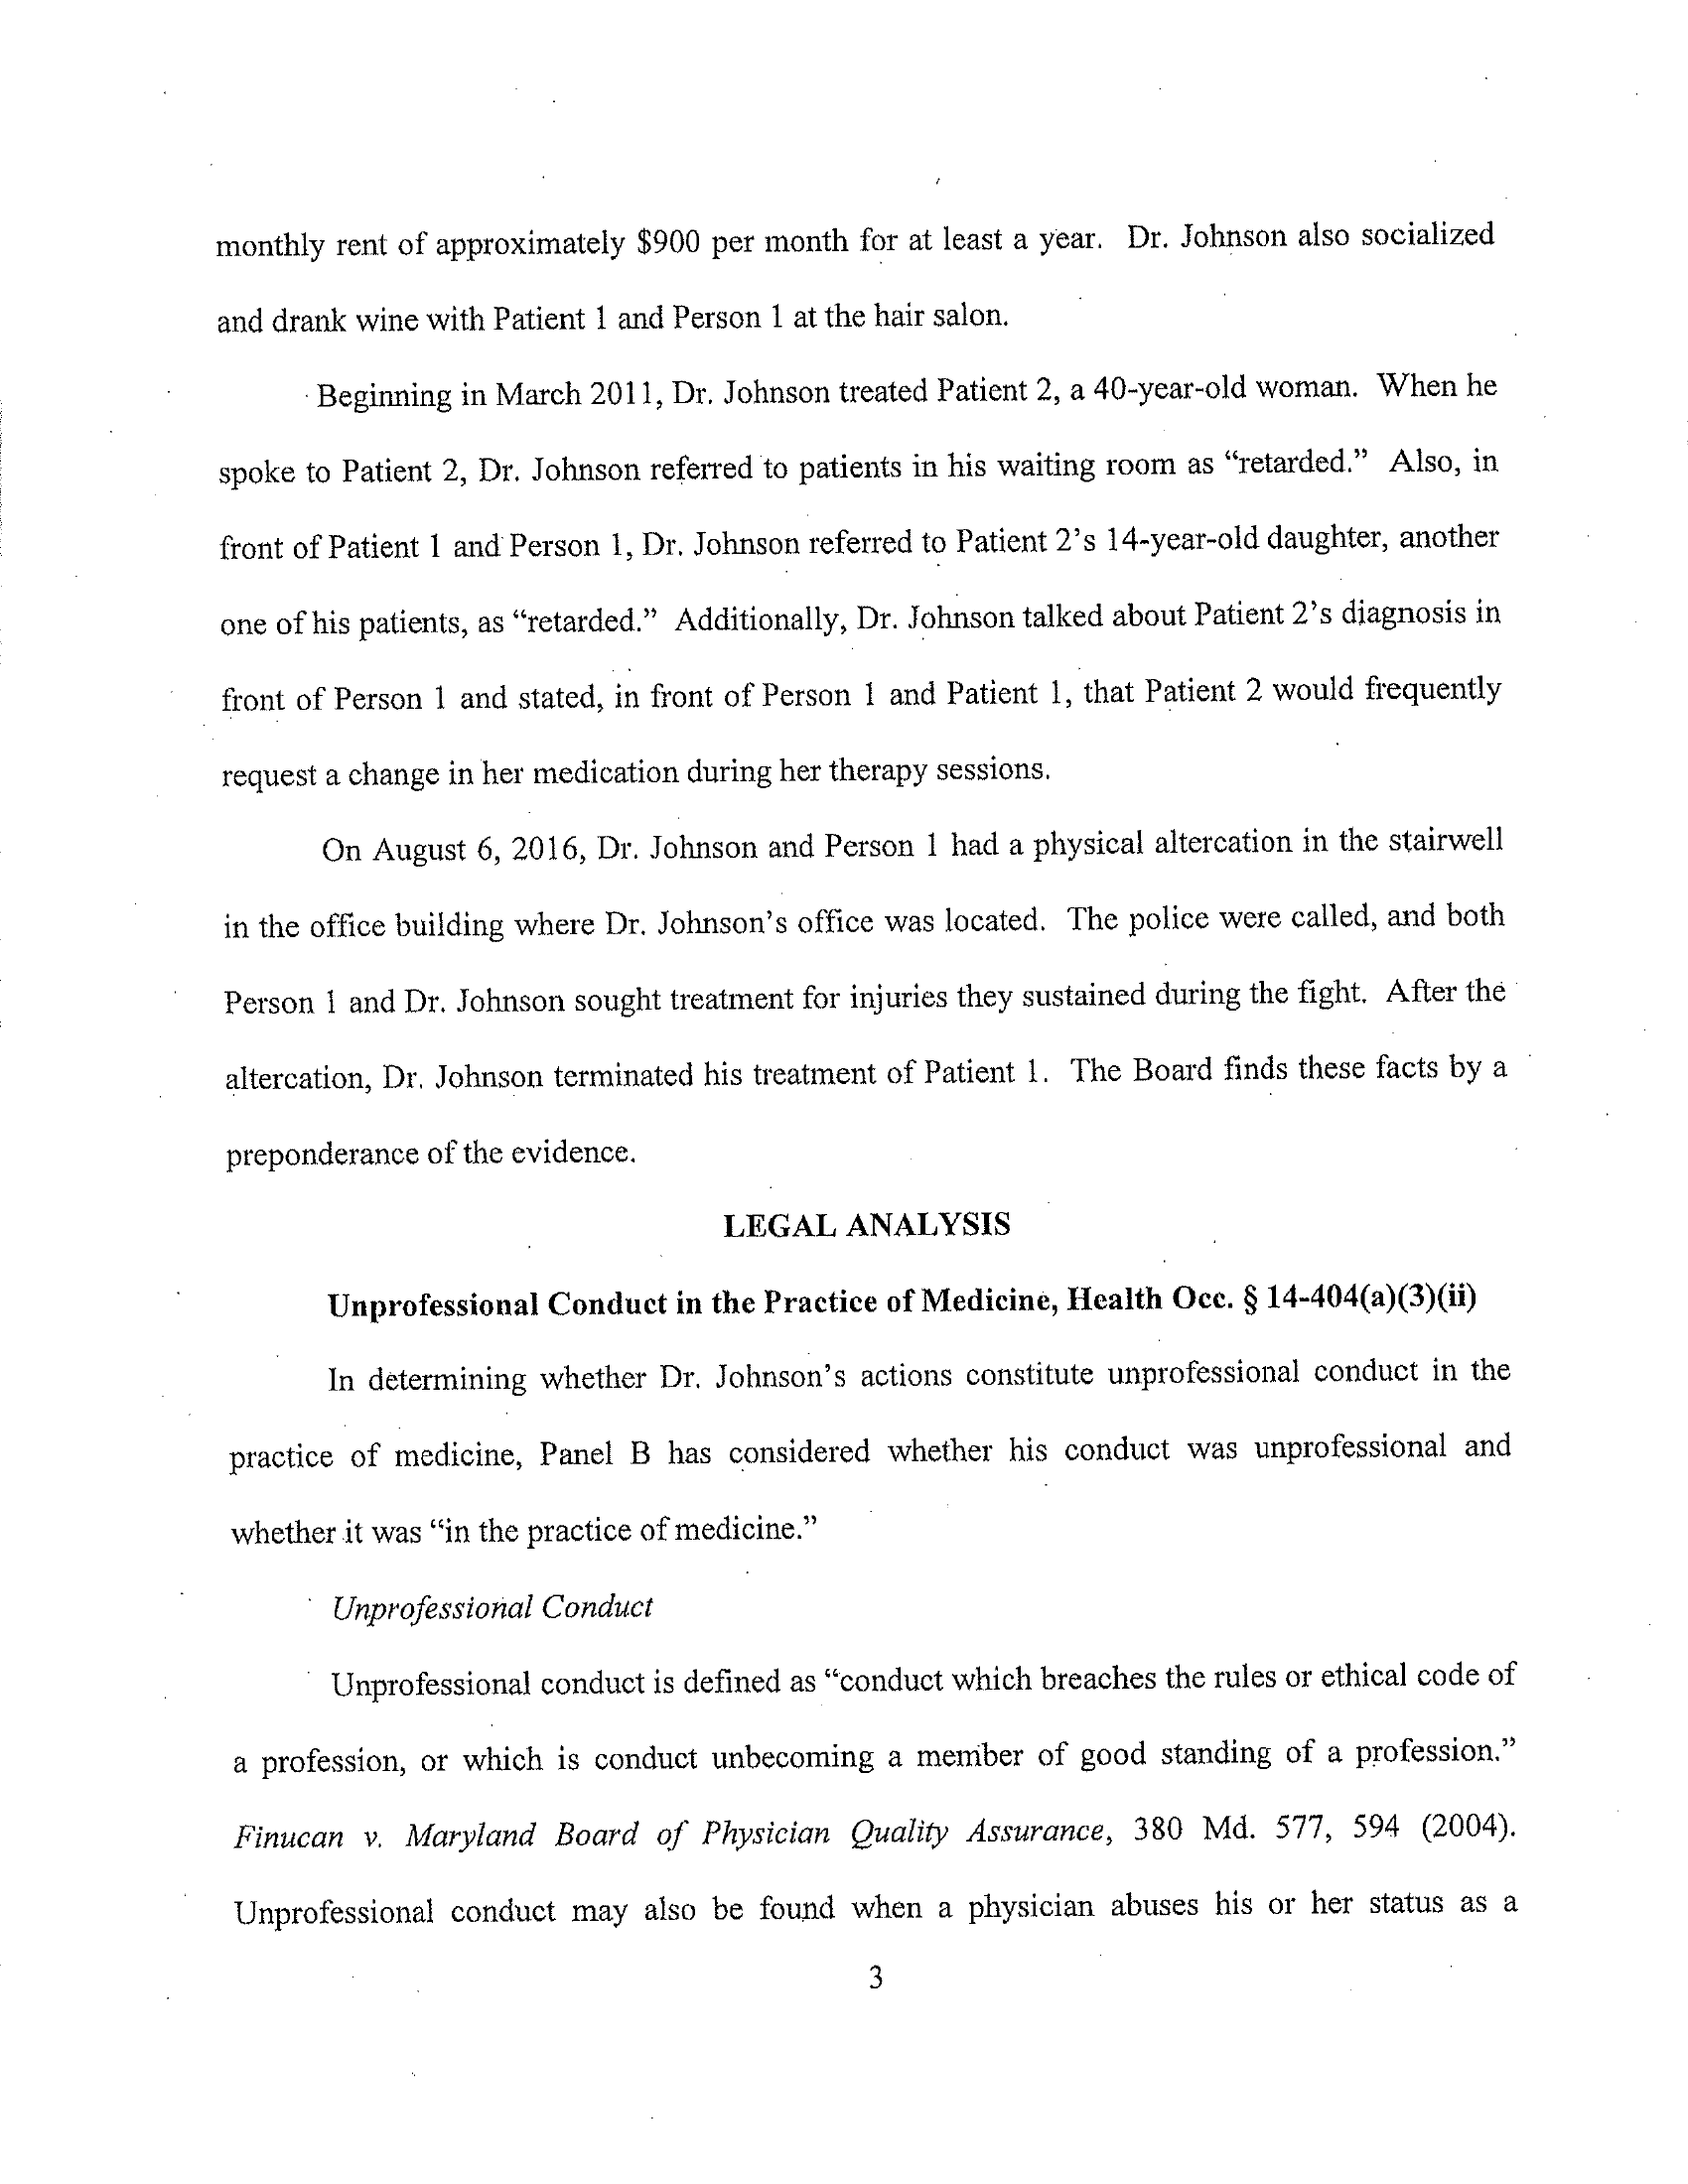 monthly rent of approximately $900 per month for at least a year. Dr. Johnson also socialized
and drank wine with Patient 1 and Person 1 at the hair salon.
Beginning in March 2011, Dr. Johnson treated Patient 2, a 40-year-old woman. When he
spoke to Patient 2, Dr. Johnson referred to patients in his waiting room as “retarded.” Also, in
front of Patient 1 and Person 1, Dr. Johnson referred to Patient 2’s 14-year-old daughter, another
one of his patients, as “retarded.” Additionally, Dr. Johnson talked about Patient 2’s diagnosis in
front of Person 1 and stated, in front of Person 1 and Patient 1, that Patient 2 would frequently
request a change in her medication during her therapy sessions.
On August 6, 2016, Dr. Johnson and Person 1 had a physical altercation in the stairwell
in the office building where Dr. Johnson’s office was located. The police were called, and both
Person 1 and Dr. Johnson sought treatment for injuries they sustained during the fight. After the
altercation, Dr. Johnson terminated his treatment of Patient 1. The Board finds these facts by a
preponderance of the evidence.
LEGAL ANALYSIS
Unprofessional Conduct in the Practice of Medicine, Health Occ. § 14-404(a)(3)(ii)
In determining whether Dr. Johnson’s actions constitute unprofessional conduct in the
practice of medicine, Panel B has considered whether his conduct was unprofessional and
whether it was “in the practice of medicine.”
Unprofessional Conduct
Unprofessional conduct is defined as “conduct which breaches the rules or ethical code of
a profession, or which is conduct unbecoming a member of good standing of a profession.”
Finucan v. Maryland Board of Physician Quality Assurance, 380 Md. 577, 594 (2004).
Unprofessional conduct may also be found when a physician abuses his or her status as a
3